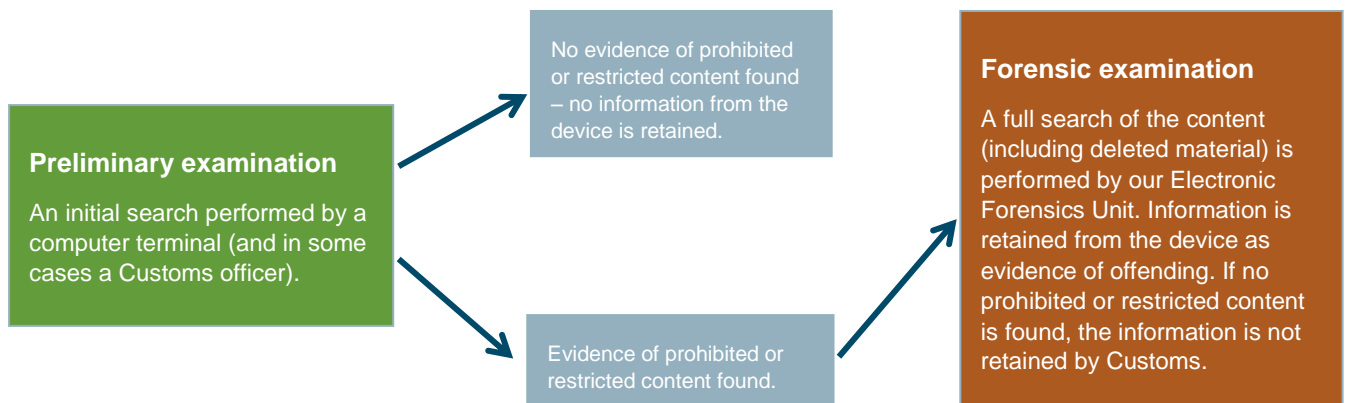 Preliminary examination
An initial search performed by a
computer terminal (and in some
cases a Customs officer).
No evidence of prohibited
or restricted content found
– no information from the
device is retained.
Evidence of prohibited or
restricted content found.
Forensic examination
A full search of the content
(including deleted material) is
performed by our Electronic
Forensics Unit. Information is
retained from the device as
evidence of offending. If no
prohibited or restricted content
is found, the information is not
retained by Customs.